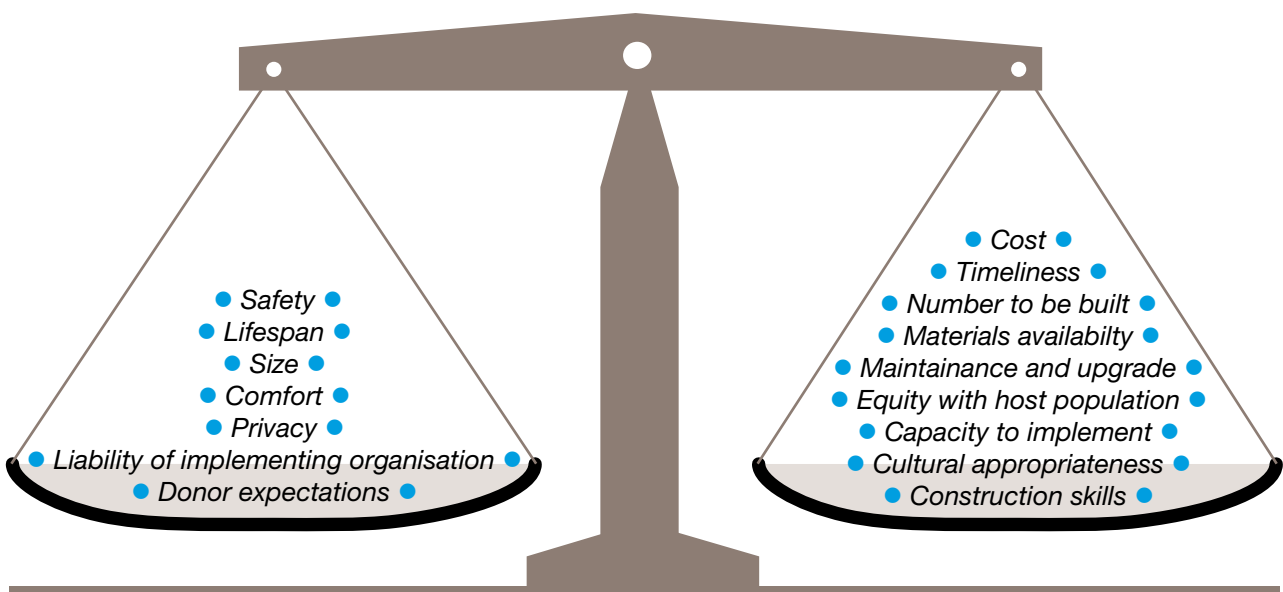 Safety
Lifespan
Size
Comfort
Privacy
Liability of implementing organisation
Donor expectations
Cost
Timeliness
Number to be built
Materials availabilty
Maintainance and upgrade
Equity with host population
Capacity to implement
Cultural appropriateness
Construction skills